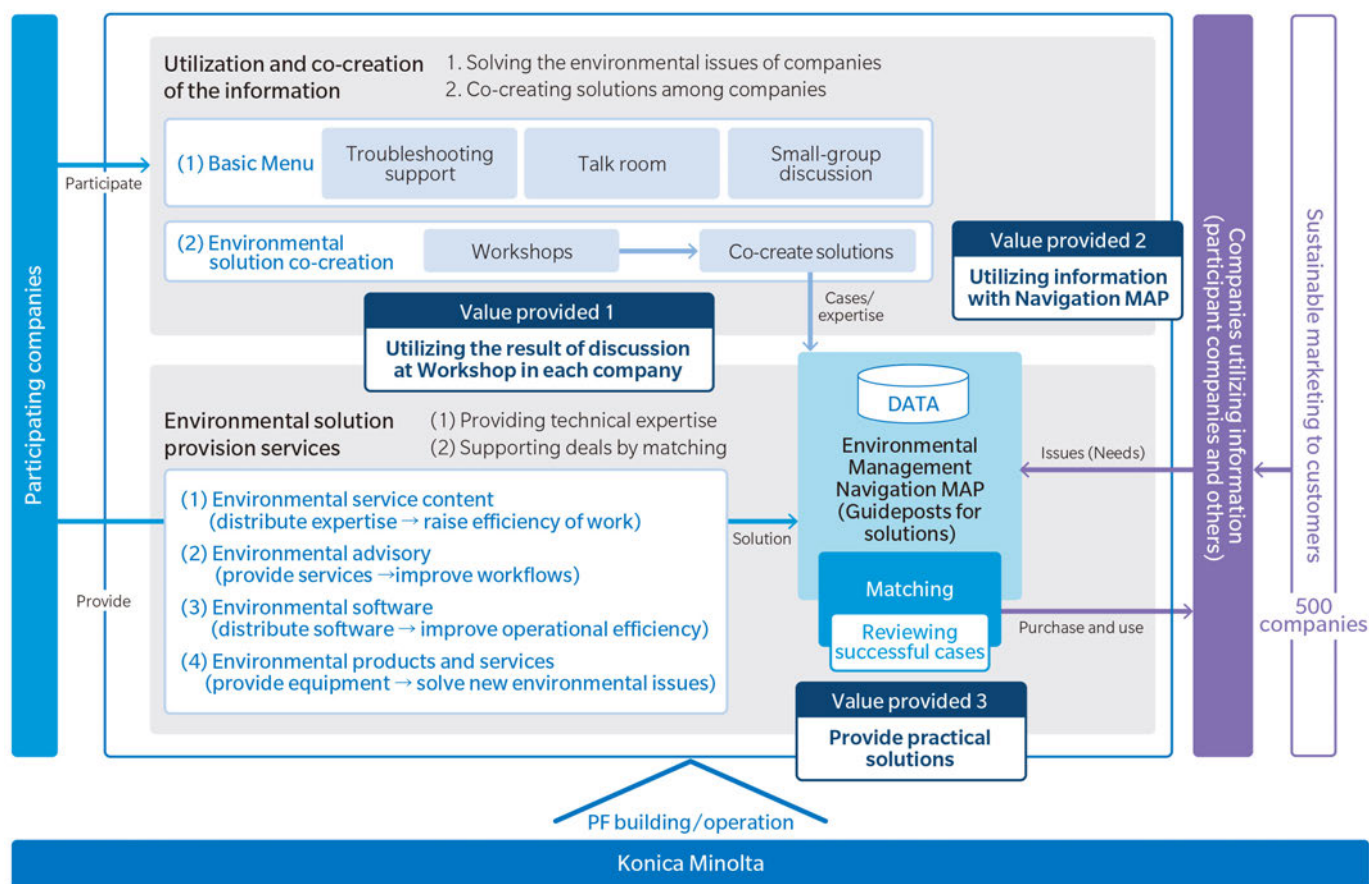 Participating companies
Participate
Provide
Utilization and co-creation
of the information
1. Solving the environmental issues of companies
2. Co-creating solutions among companies
(1) Basic Menu
Troubleshooting
support
Talk room
Small-group
discussion
(2) Environmental
solution co-creation
Workshops
Co-create solutions
Cases/
expertise
Value provided 1
Utilizing the result of discussion
at Workshop in each company
Value provided 2
Utilizing information
with Navigation MAP
Environmental solution
provision services
(1) Providing technical expertise
(2) Supporting deals by matching
(1) Environmental service content
(distribute expertise → raise efficiency of work)
(2) Environmental advisory
(provide services →improve workflows)
(3) Environmental software
(distribute software → improve operational efficiency)
(4) Environmental products and services
(provide equipment → solve new environmental issues)
Solution
DATA
Environmental
Management
Navigation MAP
(Guideposts for
solutions)
Matching
Reviewing
successful cases
Value provided 3
Provide practical
solutions
Issues (Needs)
Purchase and use
Companies utilizing information
(participant companies and others)
Sustainable marketing to customers
500
companies
PF building/operation
Konica Minolta